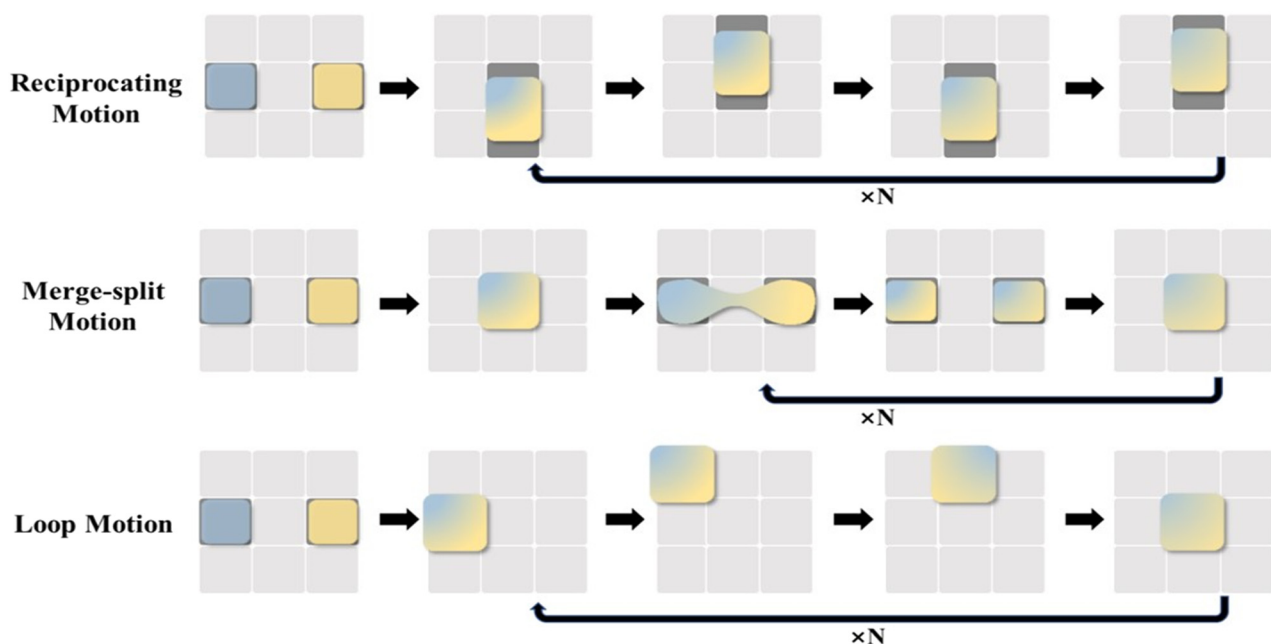 Reciprocating
Motion
×N
Merge-split
Motion
×N
Loop Motion
×N